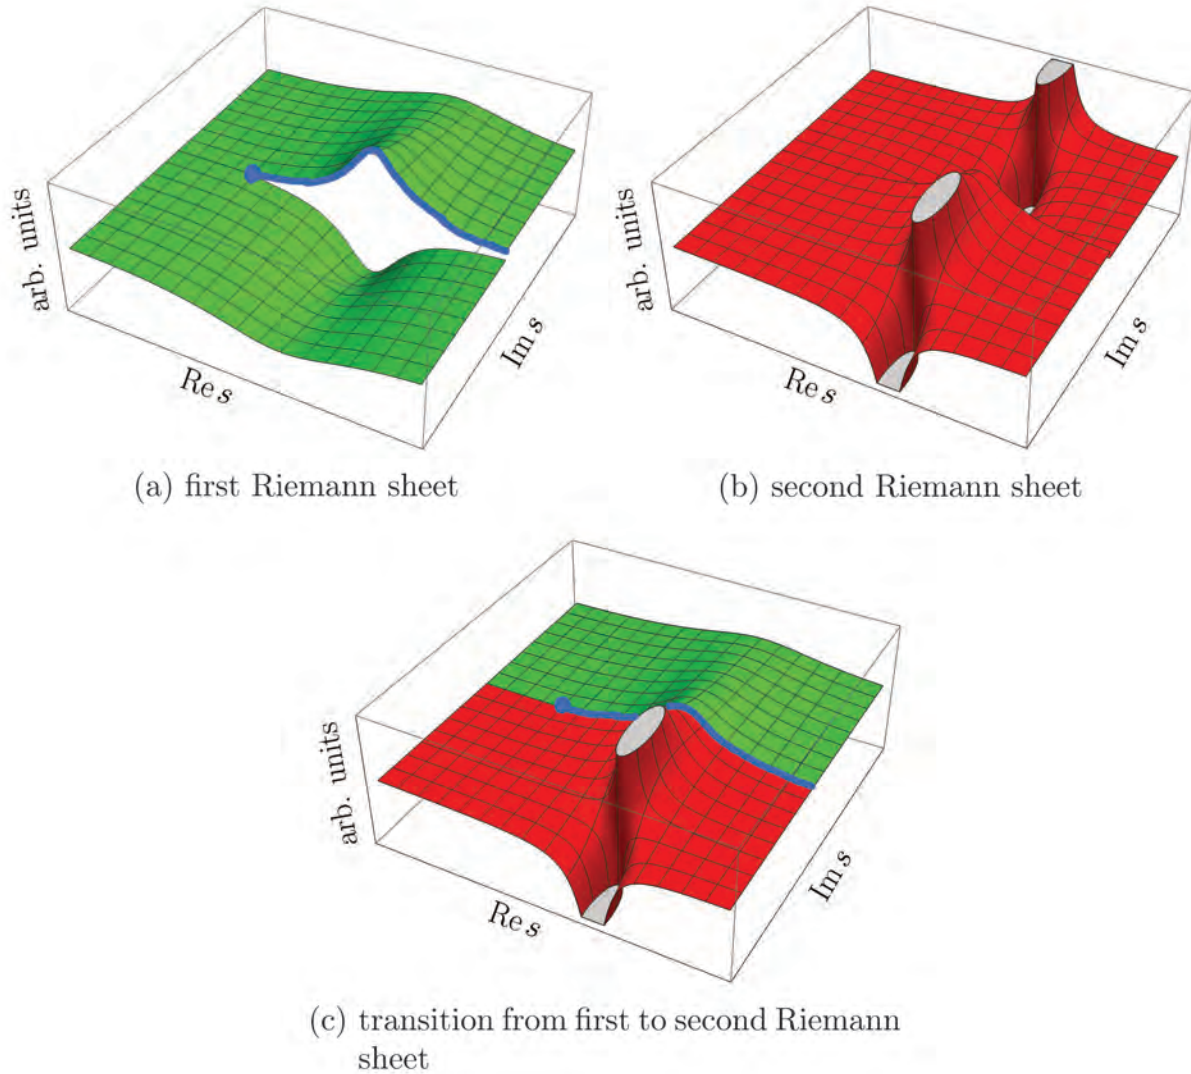 arb. units
Re s
Im s
(a) first Riemann sheet
arb. units
Re s
Im s
(b) second Riemann sheet
arb. units
Re s
Im s
(c) transition from first to second Riemann
sheet